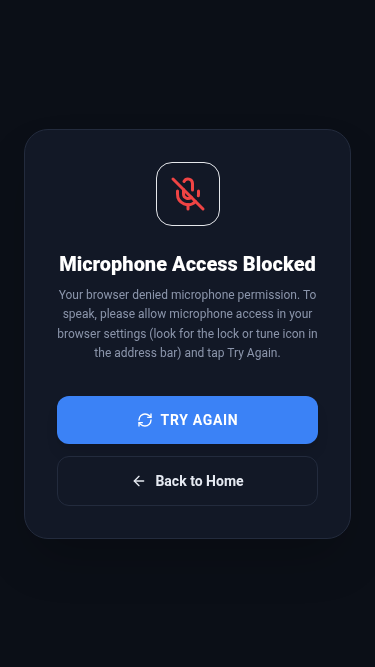 Microphone Access Blocked
Your browser denied microphone permission. To
speak, please allow microphone access in your
browser settings (look for the lock or tune icon in
the address bar) and tap Try Again.
TRY AGAIN
Back to Home